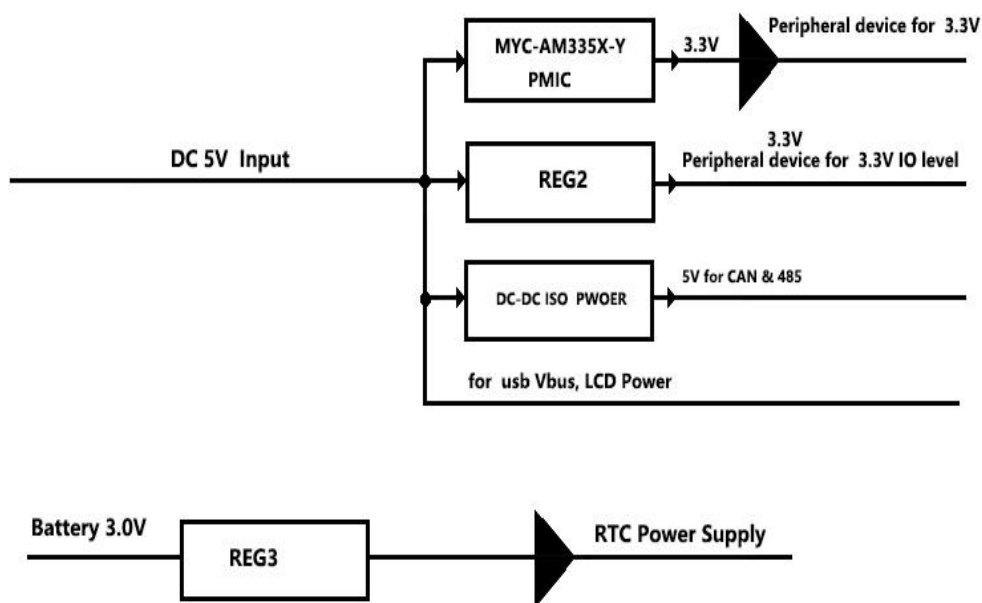 MYC-AM335X-Y
PMIC
3.3V
Peripheral device for 3.3V
DC 5V Input
REG2
3.3V
Peripheral device for 3.3V IO level
DC-DC ISO PWOER
5V for CAN & 485
for usb Vbus, LCD Power
Battery 3.0V
REG3
RTC Power Supply